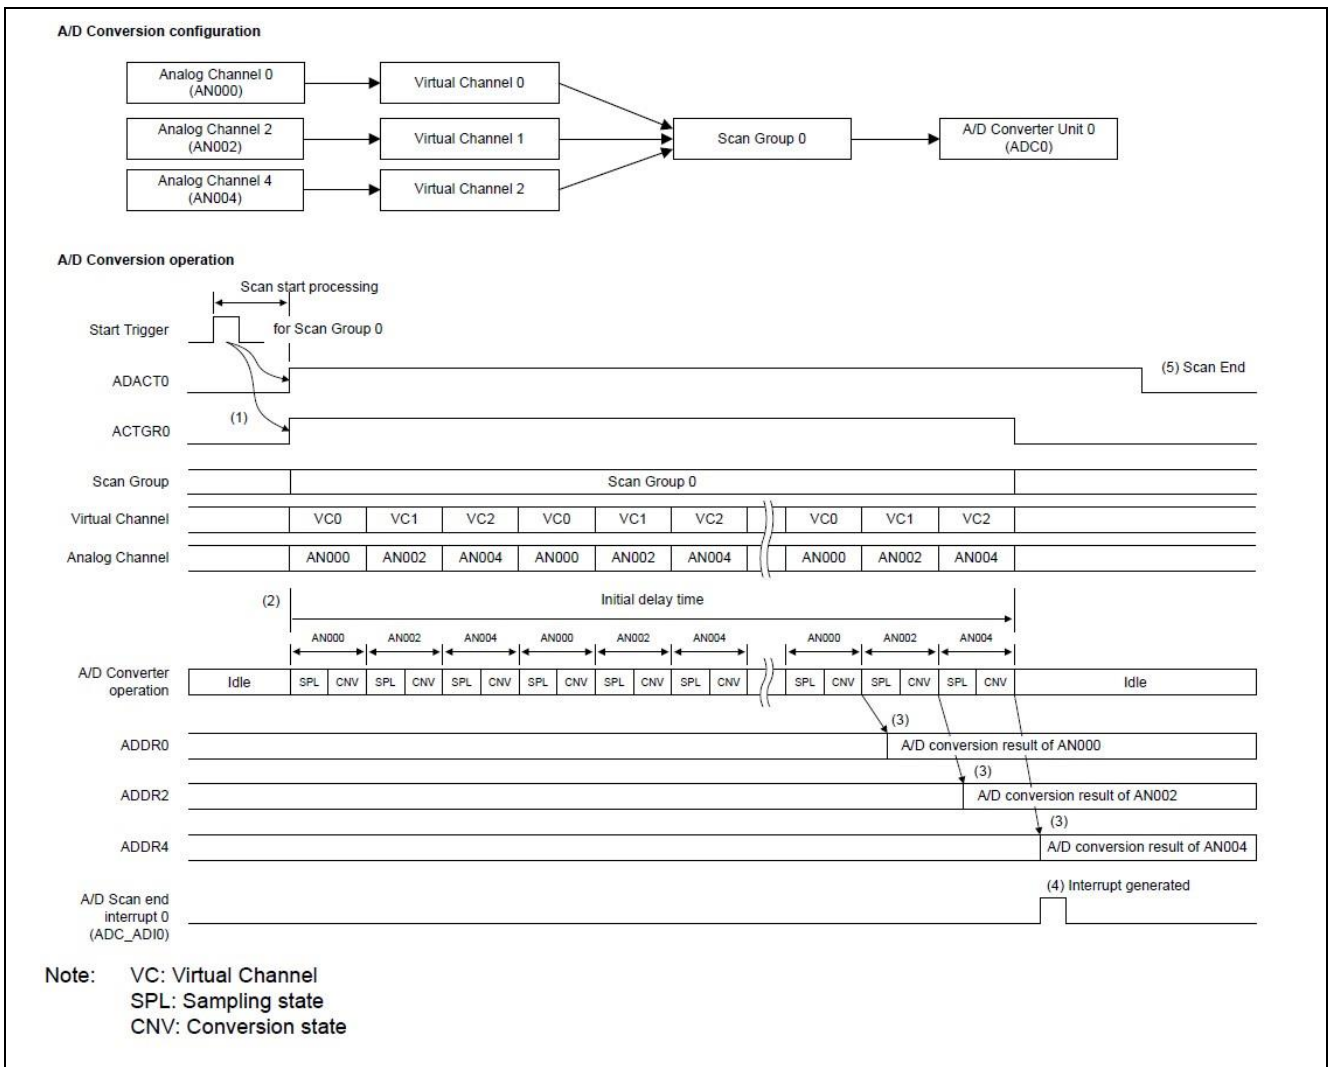 A/D Conversion configuration
Analog Channel 0
(AN000)
Virtual Channel 0
Analog Channel 2
(AN002)
Virtual Channel 1
Scan Group 0
A/D Converter Unit 0
(ADC0)
Analog Channel 4
(AN004)
Virtual Channel 2
A/D Conversion operation
Scan start processing
Start Trigger
for Scan Group 0
ADACT0
(5) Scan End
(1)
ACTGR0
Scan Group
Scan Group 0
Virtual Channel
VC0 VC1 VC2 VC0 VC1 VC2 VC0 VC1 VC2
Analog Channel
AN000 AN002 AN004 AN000 AN002 AN004 AN000 AN002 AN004
(2)
Initial delay time
AN000 AN002 AN004 AN000 AN002 AN004 AN000 AN002 AN004
A/D Converter
operation
Idle SPL CNV SPL CNV SPL CNV SPL CNV SPL CNV SPL CNV SPL CNV SPL CNV SPL CNV Idle
(3)
ADDR0
A/D conversion result of AN000
(3)
ADDR2
A/D conversion result of AN002
(3)
ADDR4
A/D conversion result of AN004
(4) Interrupt generated
A/D Scan end
interrupt 0
(ADC_ADI0)
Note: VC: Virtual Channel
SPL: Sampling state
CNV: Conversion state